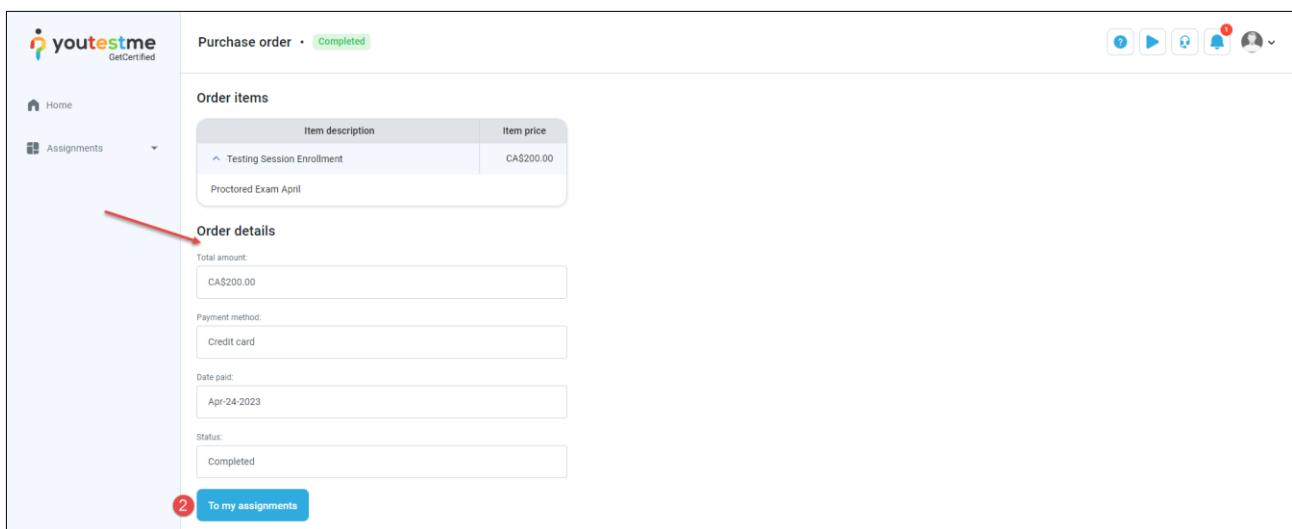 youtestme
GetCertified
Purchase order • Completed
? 1
Home
Assignments
Order items
Item description Item price
Testing Session Enrollment CA$200.00
Proctored Exam April
Order details
Total amount:
CA$200.00
Payment method:
Credit card
Date paid:
Apr-24-2023
Status:
Completed
2 To my assignments